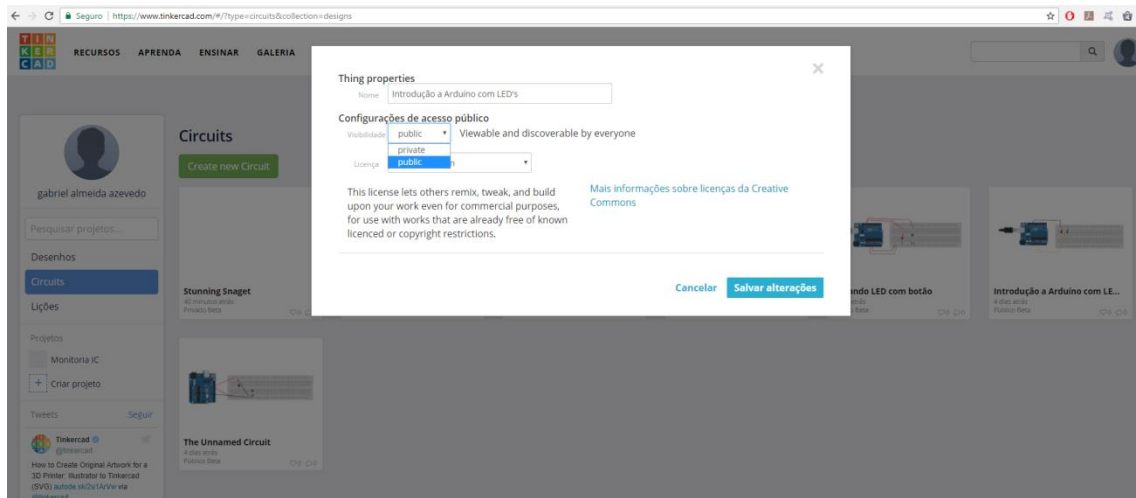 Seguro | https://www.tinkercad.com/#/?type=circuits&collection=designs
TIN
KER
CAD
RECURSOS APRENDA ENSINAR GALERIA
Thing properties
Nome Introdução a Arduino com LED's
Configurações de acesso público
Visibilidade public Viewable and discoverable by everyone
private
public
Licença
This license lets others remix, tweak, and build
upon your work even for commercial purposes,
for use with works that are already free of known
licenced or copyright restrictions.
Mais informações sobre licenças da Creative
Commons
Cancelar Salvar alterações
gabriel almeida azevedo
Pesquisar projetos...
Desenhos
Circuits
Lições
Projetos
Monitoria IC
+ Criar projeto
Tweets Seguir
Tinkercad
@tinkercad
How to Create Original Artwork for a
3D Printer: Illustrator to Tinkercad
(SVG) via
@tinkercad
Circuits
Create new Circuit
Stunning Snaget
40 minutos atrás
Privado Beta
LED com botão
Introdução a Arduino com LE...
4 dias atrás
Público Beta
The Unnamed Circuit
4 dias atrás
Público Beta